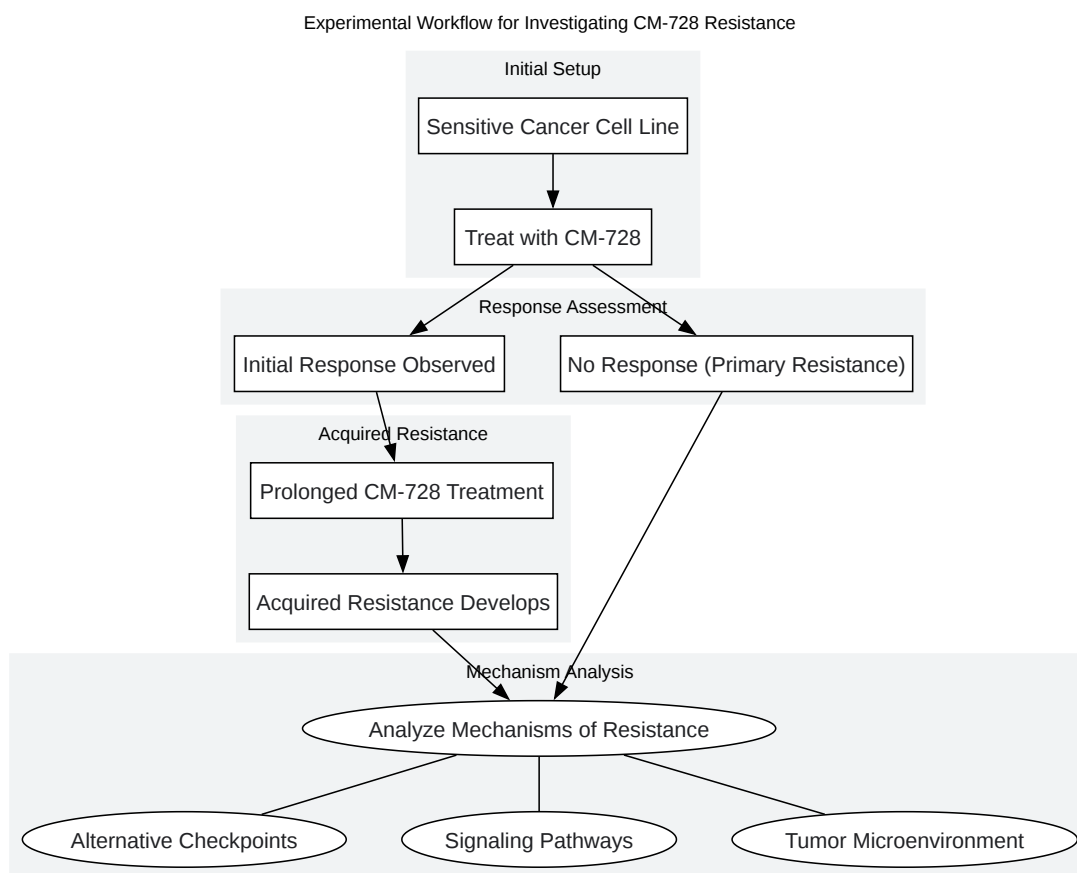 Experimental Workflow for Investigating CM-728 Resistance
Initial Setup
Sensitive Cancer Cell Line
Treat with CM-728
Response Assessment
Initial Response Observed
No Response (Primary Resistance)
Acquired Resistance
Prolonged CM-728 Treatment
Acquired Resistance Develops
Mechanism Analysis
Analyze Mechanisms of Resistance
Alternative Checkpoints
Signaling Pathways
Tumor Microenvironment